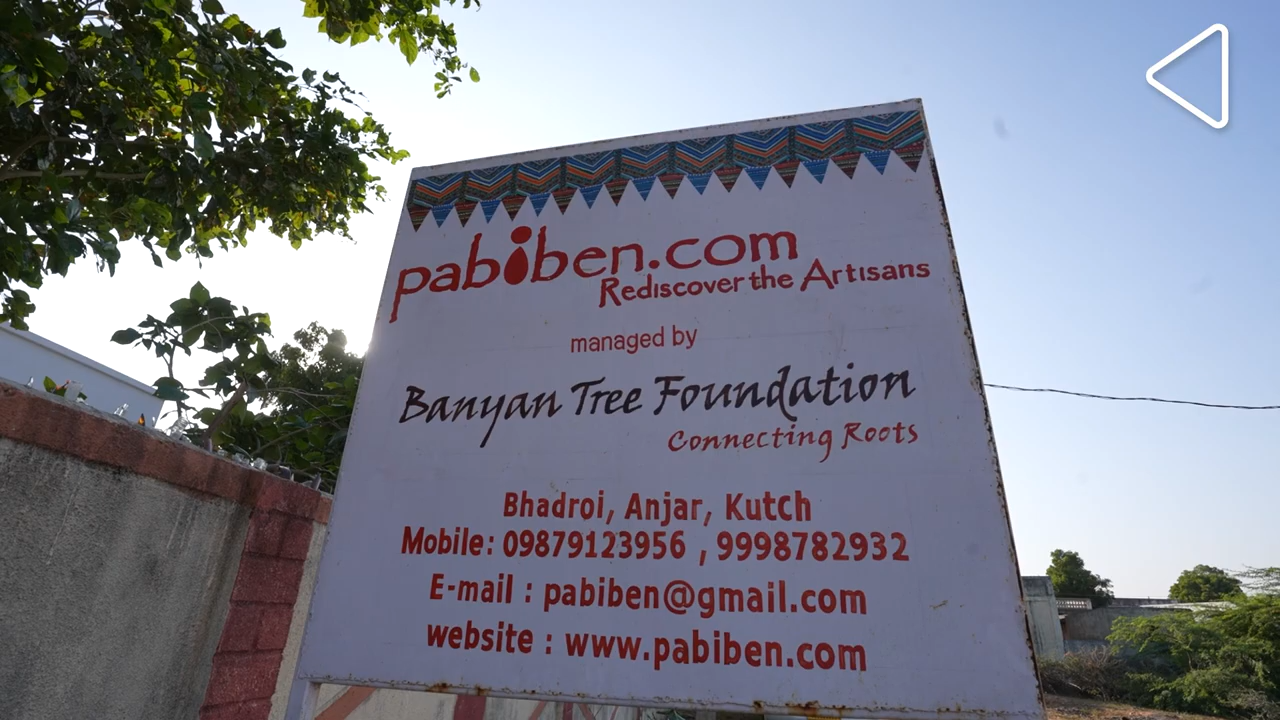 pabiben.com
Rediscover the Artisans
managed by
Banyan Tree Foundation
Connecting Roots
Bhadroi, Anjar, Kutch
Mobile: 09879123956 , 9998782932
E-mail : pabiben@gmail.com
website : www.pabiben.com